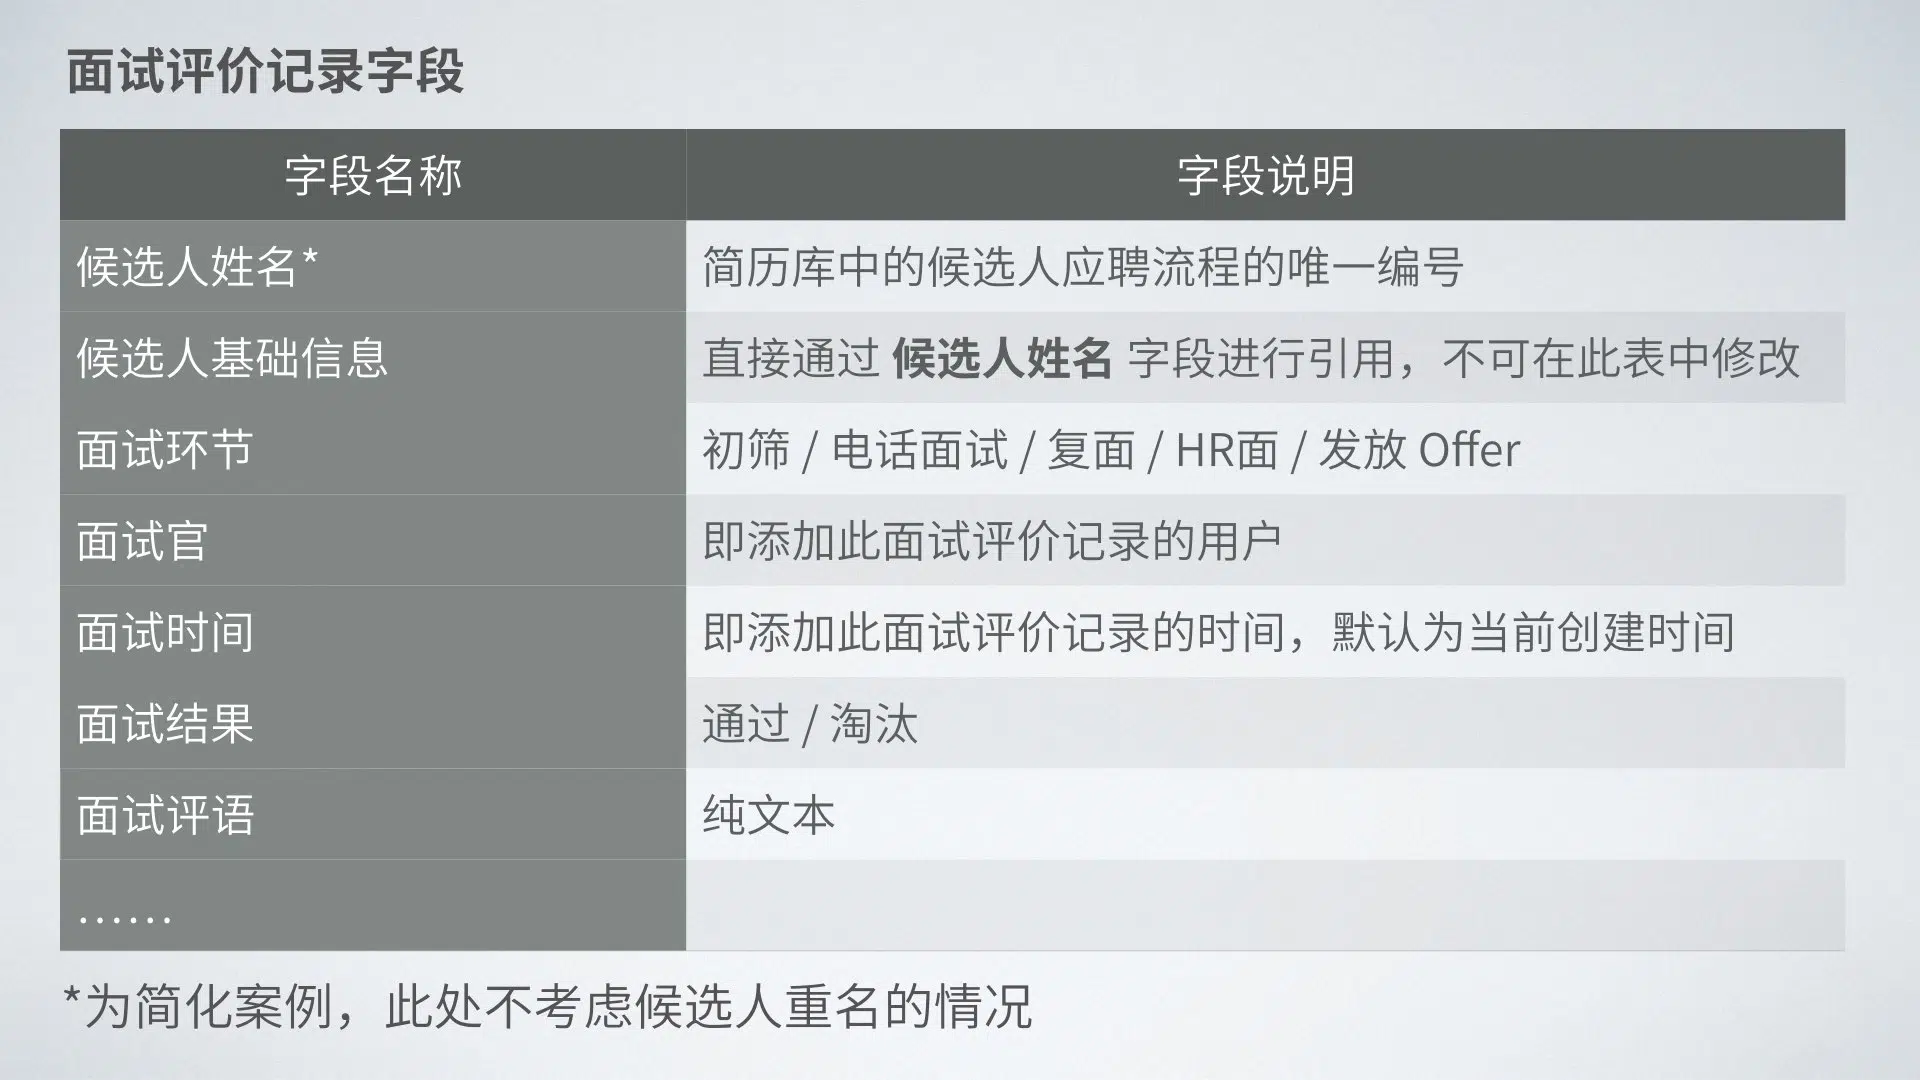 面试评价记录字段
字段名称 字段说明
候选人姓名* 简历库中的候选人应聘流程的唯一编号
候选人基础信息 直接通过 候选人姓名 字段进行引用，不可在此表中修改
面试环节 初筛 / 电话面试 / 复面 / HR面 / 发放 Offer
面试官 即添加此面试评价记录的用户
面试时间 即添加此面试评价记录的时间，默认为当前创建时间
面试结果 通过 / 淘汰
面试评语 纯文本
……
*为简化案例，此处不考虑候选人重名的情况